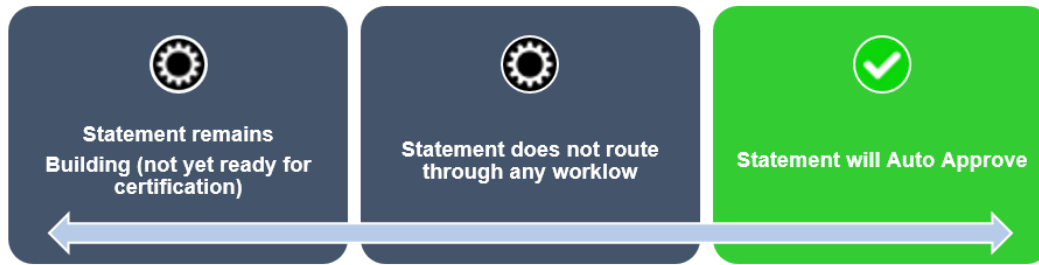 Statement remains
Building (not yet ready for
certification)
Statement does not route
through any worklow
Statement will Auto Approve